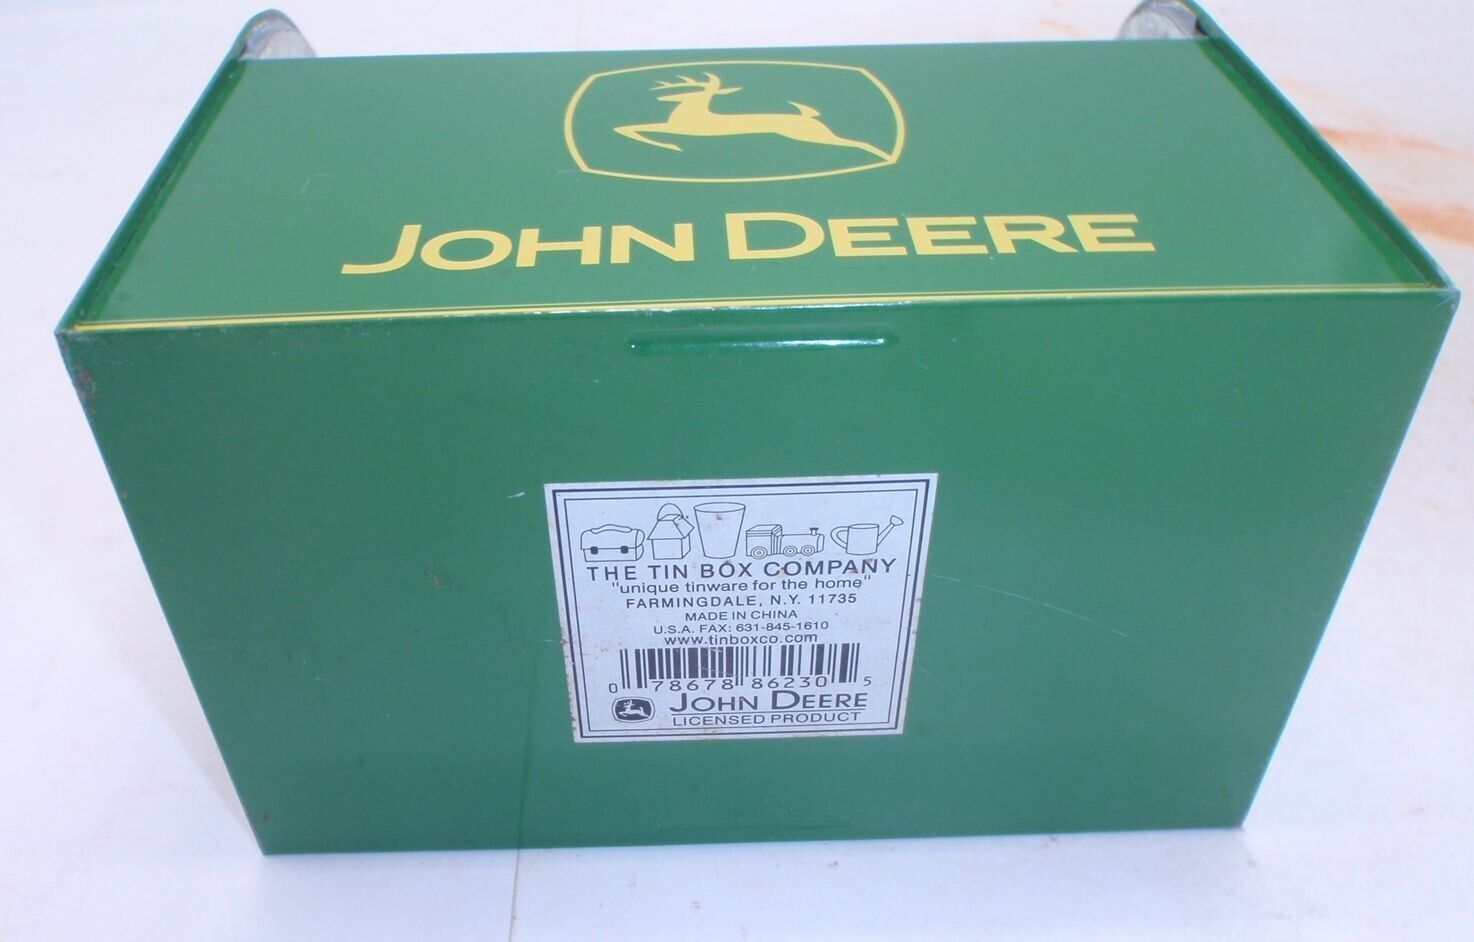 JOHN DEERE
THE TIN BOX COMPANY
"unique tinware for the home"
FARMINGDALE, N.Y. 11735
MADE IN CHINA
U.S.A. FAX: 631-845-1610
www.tinboxco.com
0 78678 86230 5
JOHN DEERE
LICENSED PRODUCT